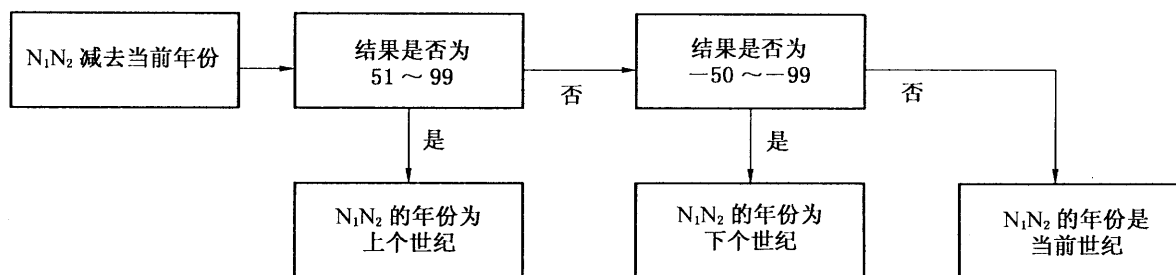 N₁N₂ 减去当前年份
结果是否为
51～99
否
结果是否为
－50～－99
否
是
是
N₁N₂ 的年份为
上个世纪
N₁N₂ 的年份为
下个世纪
N₁N₂ 的年份是
当前世纪